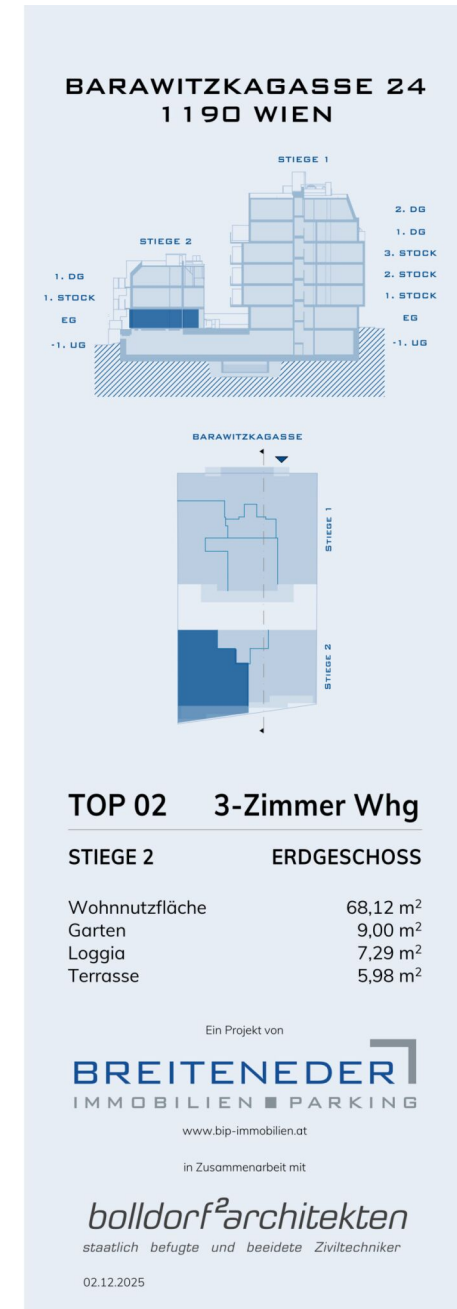 BARAWITZKAGASSE 24
1190 WIEN
STIEGE 1
2. DG
1. DG
3. STOCK
2. STOCK
1. STOCK
EG
-1. UG
STIEGE 2
1. DG
1. STOCK
EG
-1. UG
BARAWITZKAGASSE
STIEGE 1
STIEGE 2
TOP 02 3-Zimmer Whg
STIEGE 2 ERDGESCHOSS
Wohnnutzfläche 68,12 m²
Garten 9,00 m²
Loggia 7,29 m²
Terrasse 5,98 m²
Ein Projekt von
BREITENEDER
IMMOBILIEN ■ PARKING
www.bip-immobilien.at
in Zusammenarbeit mit
bolldorf²architekten
staatlich befugte und beeidete Ziviltechniker
02.12.2025